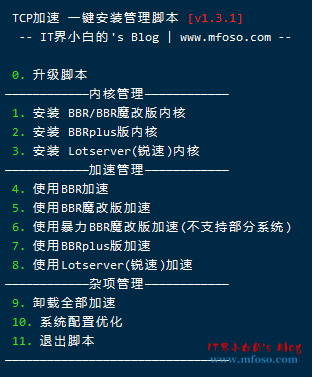 TCP加速 一键安装管理脚本 [v1.3.1]
-- IT界小白的's Blog | www.mfoso.com --
0. 升级脚本
————————————内核管理————————————
1. 安装 BBR/BBR魔改版内核
2. 安装 BBRplus版内核
3. 安装 Lotserver(锐速)内核
————————————加速管理————————————
4. 使用BBR加速
5. 使用BBR魔改版加速
6. 使用暴力BBR魔改版加速(不支持部分系统)
7. 使用BBRplus版加速
8. 使用Lotserver(锐速)加速
————————————杂项管理————————————
9. 卸载全部加速
10. 系统配置优化
11. 退出脚本
IT界小白的's Blog
www.mfoso.com